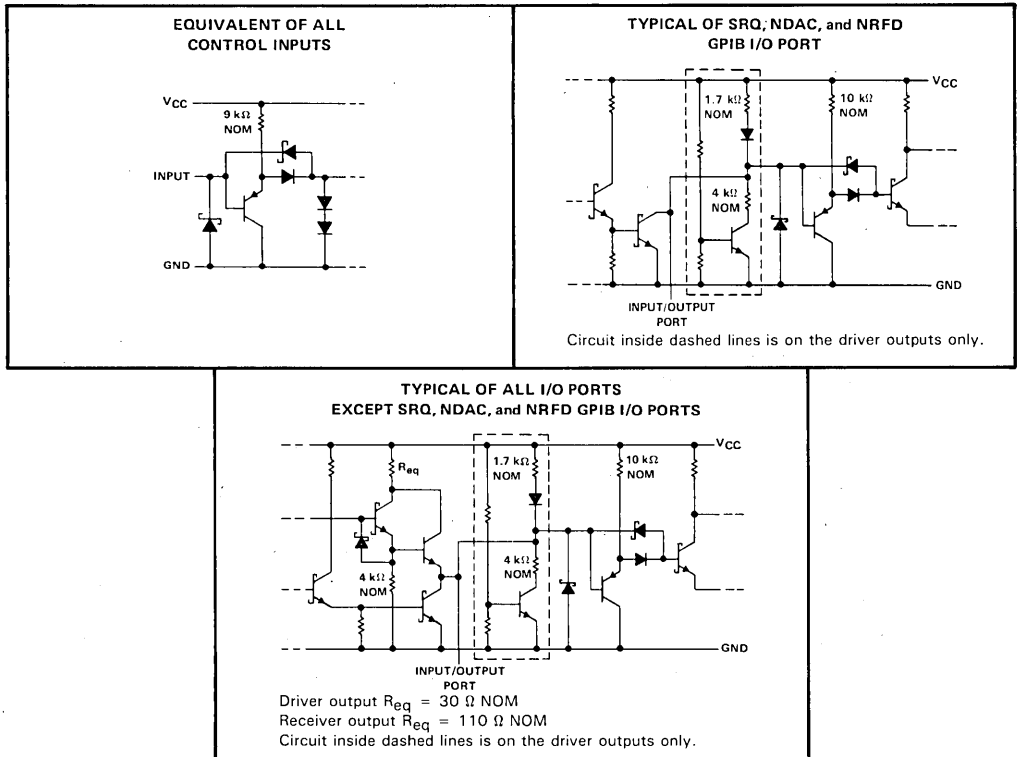 EQUIVALENT OF ALL
CONTROL INPUTS
VCC
9 kΩ
NOM
INPUT
GND
TYPICAL OF SRQ, NDAC, and NRFD
GPIB I/O PORT
VCC
1.7 kΩ
NOM
10 kΩ
NOM
4 kΩ
NOM
GND
INPUT/OUTPUT
PORT
Circuit inside dashed lines is on the driver outputs only.
TYPICAL OF ALL I/O PORTS
EXCEPT SRQ, NDAC, and NRFD GPIB I/O PORTS
VCC
Req
1.7 kΩ
NOM
10 kΩ
NOM
4 kΩ
NOM
4 kΩ
NOM
GND
INPUT/OUTPUT
PORT
Driver output Req = 30 Ω NOM
Receiver output Req = 110 Ω NOM
Circuit inside dashed lines is on the driver outputs only.